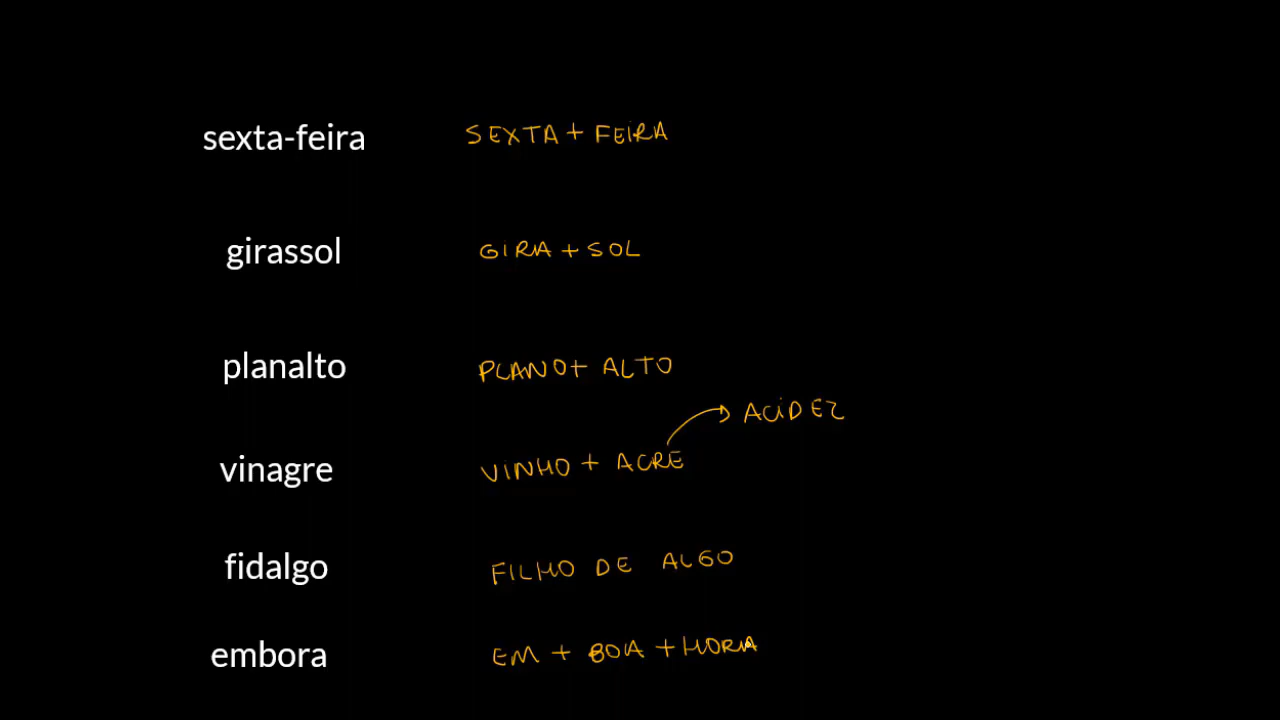 sexta-feira SEXTA + FEIRA
girassol GIRA + SOL
planalto PLANO + ALTO
ACIDEZ
vinagre VINHO + ACRE
fidalgo FILHO DE ALGO
embora EM + BOA + HORA